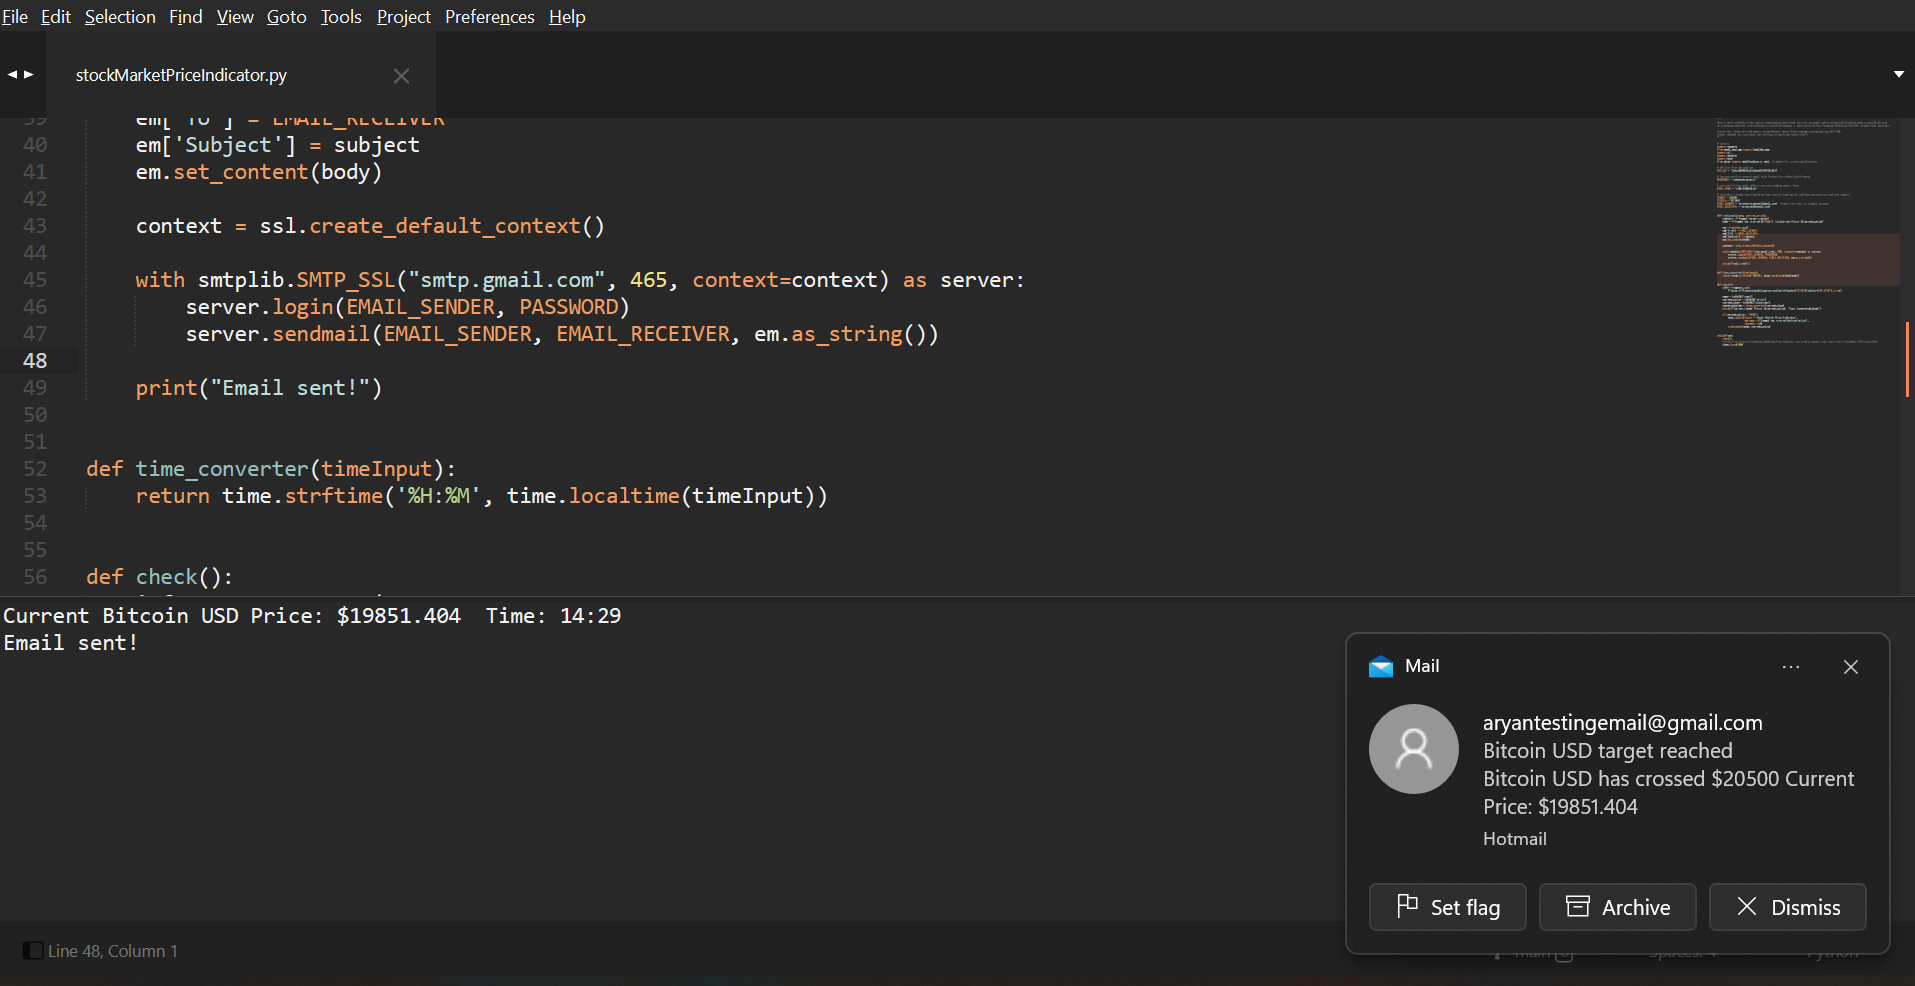 File Edit Selection Find View Goto Tools Project Preferences Help
stockMarketPriceIndicator.py
39 em['To'] = EMAIL_RECEIVER
40 em['Subject'] = subject
41 em.set_content(body)
42
43 context = ssl.create_default_context()
44
45 with smtplib.SMTP_SSL("smtp.gmail.com", 465, context=context) as server:
46 server.login(EMAIL_SENDER, PASSWORD)
47 server.sendmail(EMAIL_SENDER, EMAIL_RECEIVER, em.as_string())
48
49 print("Email sent!")
50
51
52 def time_converter(timeInput):
53 return time.strftime('%H:%M', time.localtime(timeInput))
54
55
56 def check():
Current Bitcoin USD Price: $19851.404 Time: 14:29
Email sent!
Mail
aryantestingemail@gmail.com
Bitcoin USD target reached
Bitcoin USD has crossed $20500 Current
Price: $19851.404
Hotmail
Set flag Archive Dismiss
Line 48, Column 1
main Spaces: 4 Python